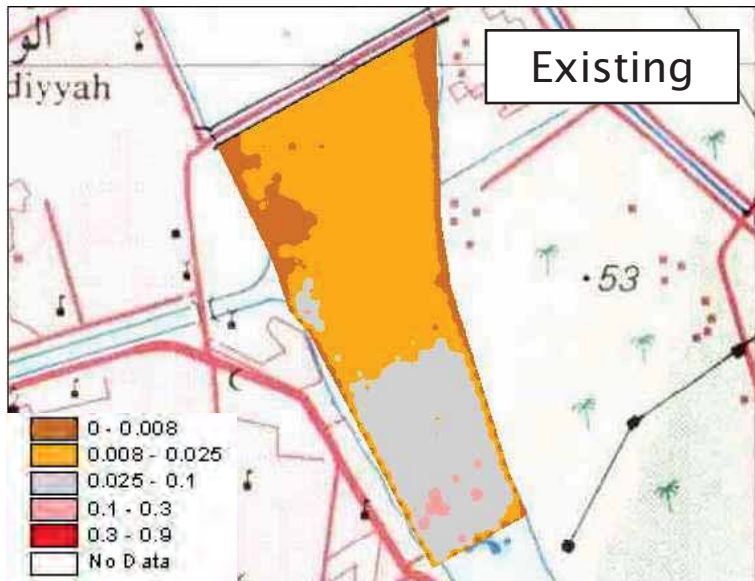 Existing
الو
diyyah
53
0 - 0.008
0.008 - 0.025
0.025 - 0.1
0.1 - 0.3
0.3 - 0.9
No Data